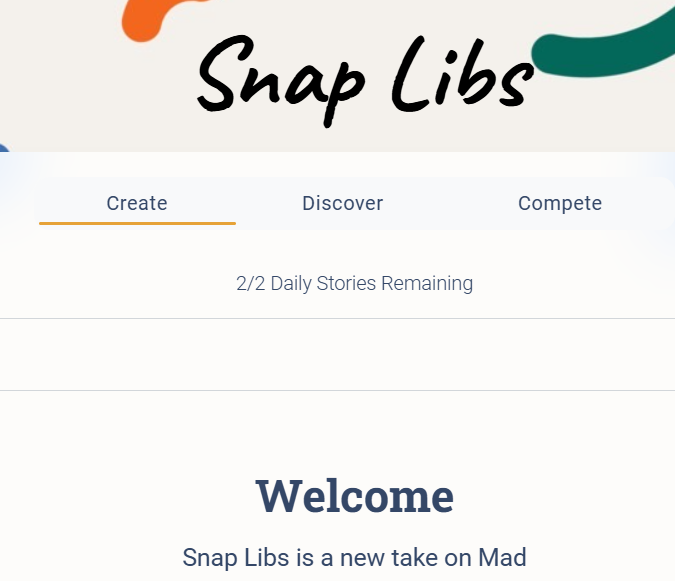 Snap Libs
Create Discover Compete
2/2 Daily Stories Remaining
Welcome
Snap Libs is a new take on Mad